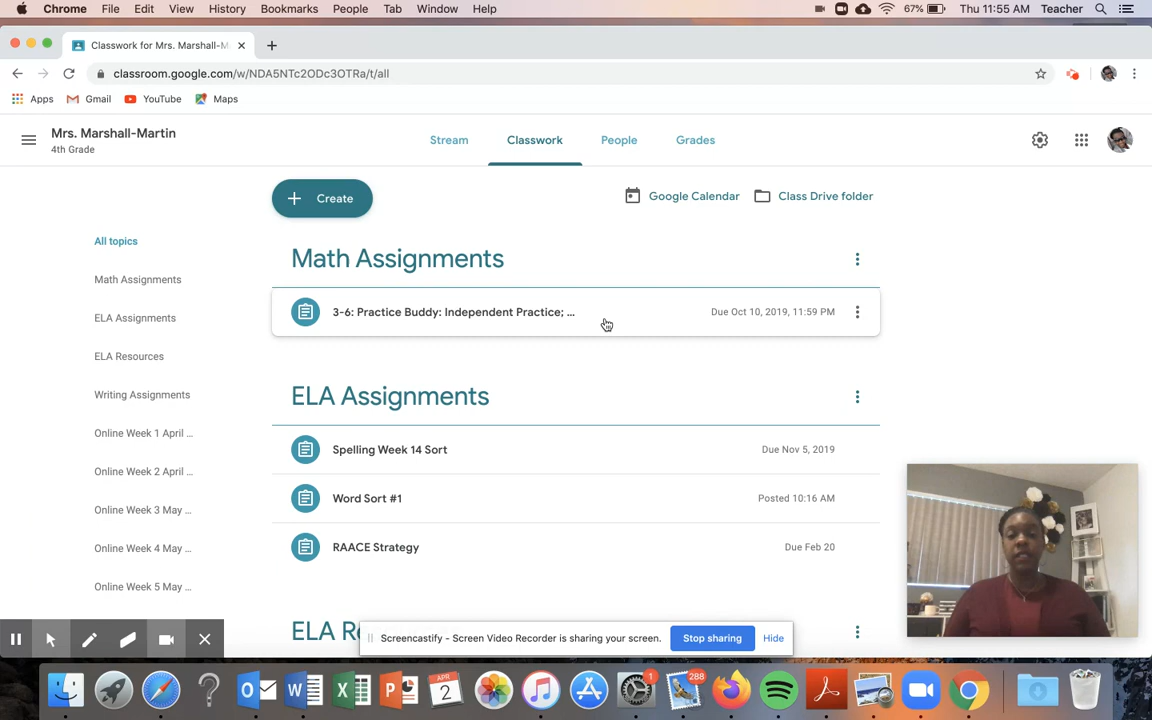 Chrome File Edit View History Bookmarks People Tab Window Help 67% Thu 11:55 AM Teacher
Classwork for Mrs. Marshall-M
classroom.google.com/w/NDA5NTc2ODc3OTRa/t/all
Apps Gmail YouTube Maps
Mrs. Marshall-Martin
4th Grade
Stream Classwork People Grades
Create
Google Calendar Class Drive folder
All topics
Math Assignments
ELA Assignments
ELA Resources
Writing Assignments
Online Week 1 April ...
Online Week 2 April ...
Online Week 3 May ...
Online Week 4 May ...
Online Week 5 May ...
Math Assignments
3-6: Practice Buddy: Independent Practice; ... Due Oct 10, 2019, 11:59 PM
ELA Assignments
Spelling Week 14 Sort Due Nov 5, 2019
Word Sort #1 Posted 10:16 AM
RAACE Strategy Due Feb 20
ELA Re
Screencastify - Screen Video Recorder is sharing your screen. Stop sharing Hide
APR
2
1
288